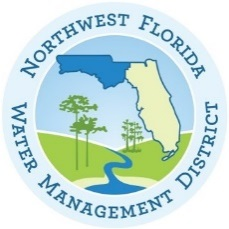 NORTHWEST FLORIDA
WATER MANAGEMENT DISTRICT